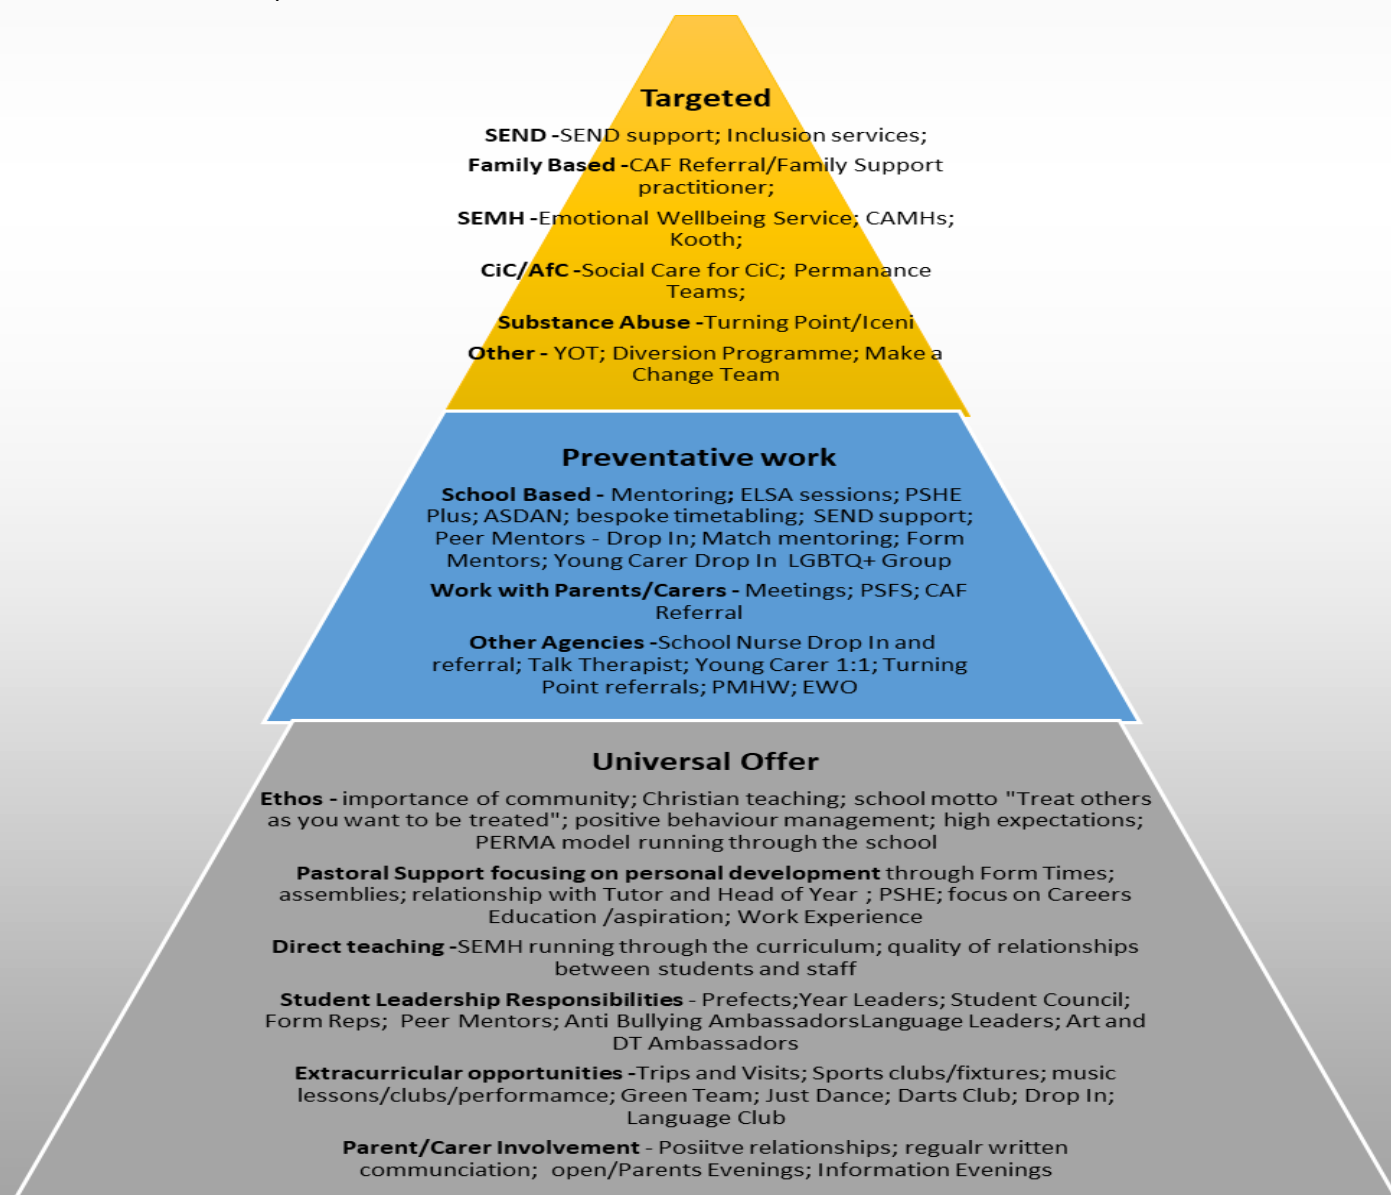 Targeted
SEND -SEND support; Inclusion services;
Family Based -CAF Referral/Family Support
practitioner;
SEMH -Emotional Wellbeing Service; CAMHs;
Kooth;
CiC/AfC -Social Care for CiC; Permanance
Teams;
Substance Abuse -Turning Point/Iceni
Other - YOT; Diversion Programme; Make a
Change Team
Preventative work
School Based - Mentoring; ELSA sessions; PSHE
Plus; ASDAN; bespoke timetabling; SEND support;
Peer Mentors - Drop In; Match mentoring; Form
Mentors; Young Carer Drop In LGBTQ+ Group
Work with Parents/Carers - Meetings; PSFS; CAF
Referral
Other Agencies -School Nurse Drop In and
referral; Talk Therapist; Young Carer 1:1; Turning
Point referrals; PMHW; EWO
Universal Offer
Ethos - importance of community; Christian teaching; school motto "Treat others
as you want to be treated"; positive behaviour management; high expectations;
PERMA model running through the school
Pastoral Support focusing on personal development through Form Times;
assemblies; relationship with Tutor and Head of Year ; PSHE; focus on Careers
Education /aspiration; Work Experience
Direct teaching -SEMH running through the curriculum; quality of relationships
between students and staff
Student Leadership Responsibilities - Prefects;Year Leaders; Student Council;
Form Reps; Peer Mentors; Anti Bullying AmbassadorsLanguage Leaders; Art and
DT Ambassadors
Extracurricular opportunities -Trips and Visits; Sports clubs/fixtures; music
lessons/clubs/performamce; Green Team; Just Dance; Darts Club; Drop In;
Language Club
Parent/Carer Involvement - Posiitve relationships; regualr written
communciation; open/Parents Evenings; Information Evenings